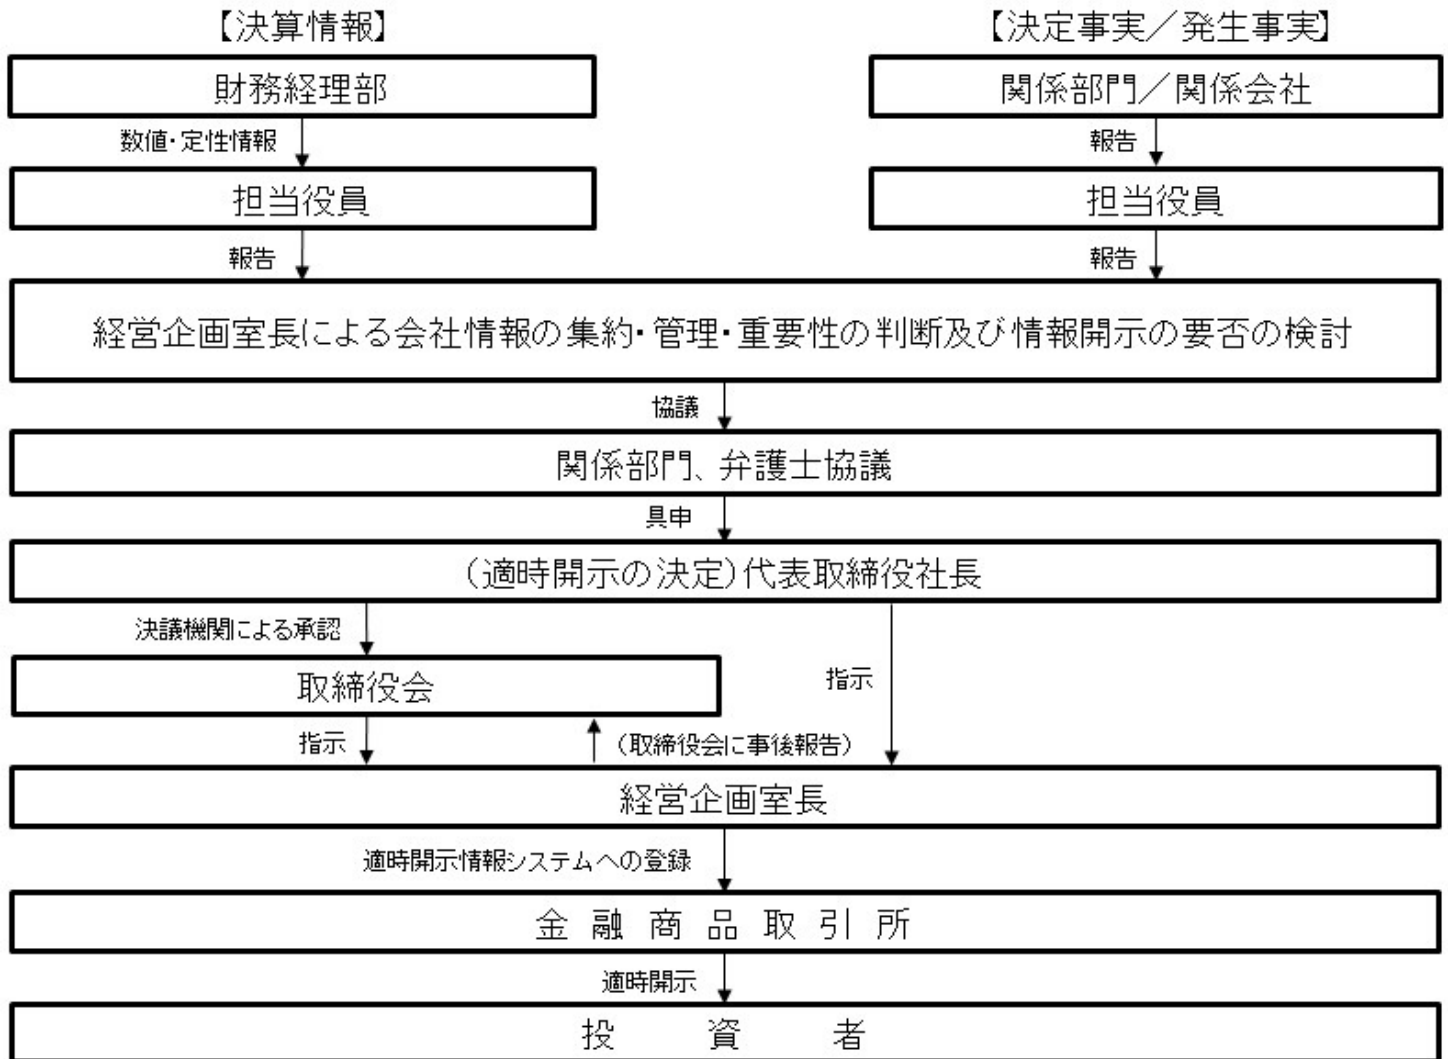 【決算情報】
【決定事実／発生事実】
財務経理部
関係部門／関係会社
数値・定性情報
報告
担当役員
担当役員
報告
報告
経営企画室長による会社情報の集約・管理・重要性の判断及び情報開示の要否の検討
協議
関係部門、弁護士協議
具申
（適時開示の決定）代表取締役社長
決議機関による承認
指示
取締役会
指示
（取締役会に事後報告）
経営企画室長
適時開示情報システムへの登録
金融商品取引所
適時開示
投資者